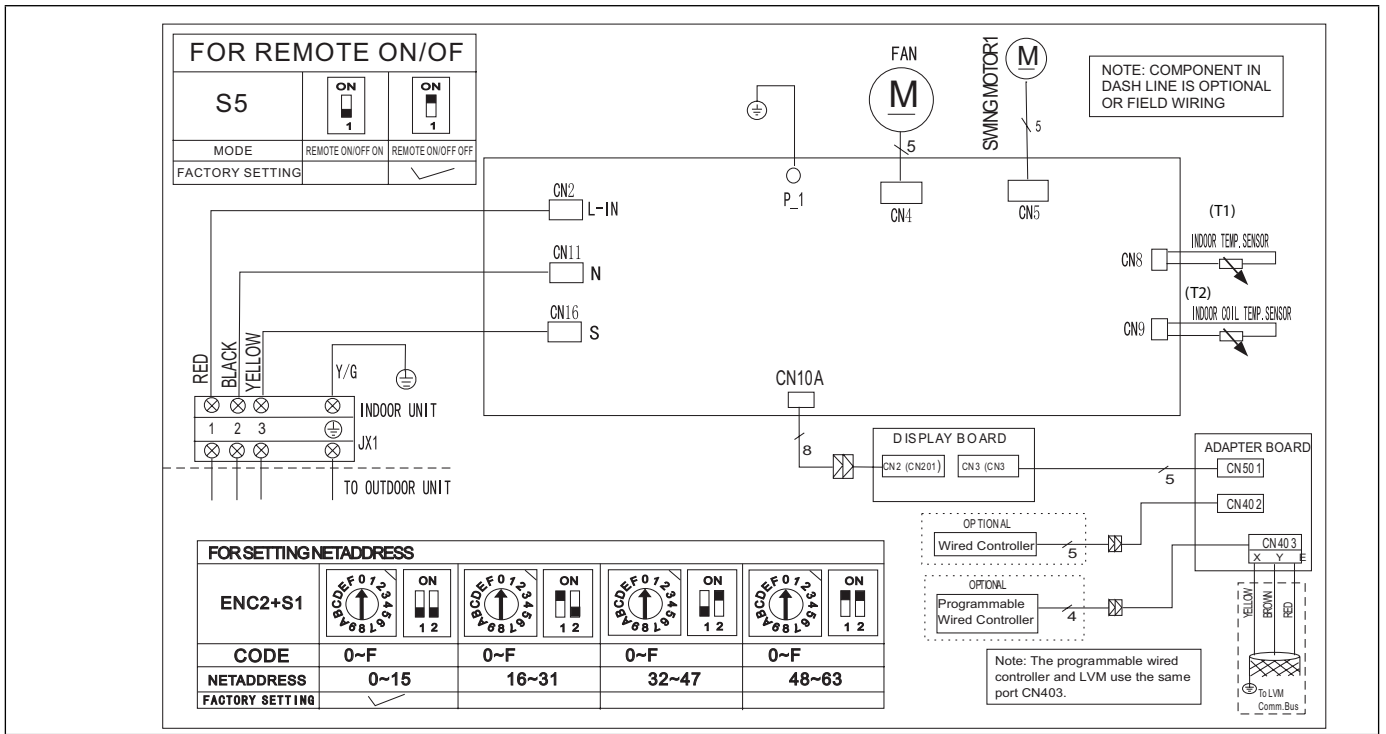 FOR REMOTE ON/OF
S5
ON
1
ON
1
MODE
REMOTE ON/OFF ON
REMOTE ON/OFF OFF
FACTORY SETTING
FAN
M
5
SWING MOTOR1
M
5
NOTE: COMPONENT IN
DASH LINE IS OPTIONAL
OR FIELD WIRING
P_1
CN4
CN5
CN2
L-IN
CN11
N
CN16
S
(T1)
INDOOR TEMP. SENSOR
CN8
(T2)
INDOOR COIL TEMP. SENSOR
CN9
RED
BLACK
YELLOW
Y/G
INDOOR UNIT
1 2 3
JX1
TO OUTDOOR UNIT
CN10A
8
DISPLAY BOARD
CN2 (CN201)
CN3 (CN3
5
ADAPTER BOARD
CN501
CN402
CN403
X Y E
YELLOW
BROWN
RED
To LVM
Comm.Bus
OPTIONAL
Wired Controller
5
OPTIONAL
Programmable
Wired Controller
4
Note: The programmable wired
controller and LVM use the same
port CN403.
FOR SETTING NETADDRESS
ENC2+S1
0123456789ABCDEF
ON
1 2
0123456789ABCDEF
ON
1 2
0123456789ABCDEF
ON
1 2
0123456789ABCDEF
ON
1 2
CODE 0~F 0~F 0~F 0~F
NETADDRESS 0~15 16~31 32~47 48~63
FACTORY SETTING